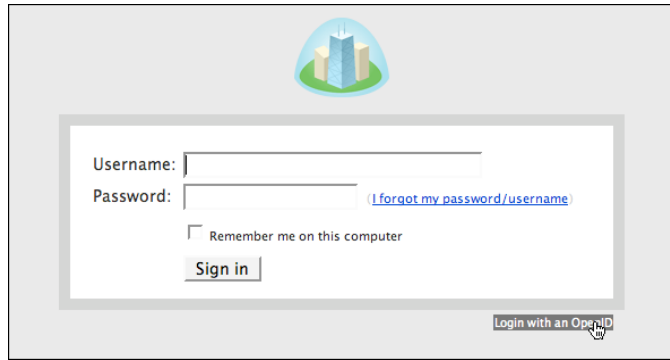 Username:
Password: (I forgot my password/username)
Remember me on this computer
Sign in
Login with an OpenID